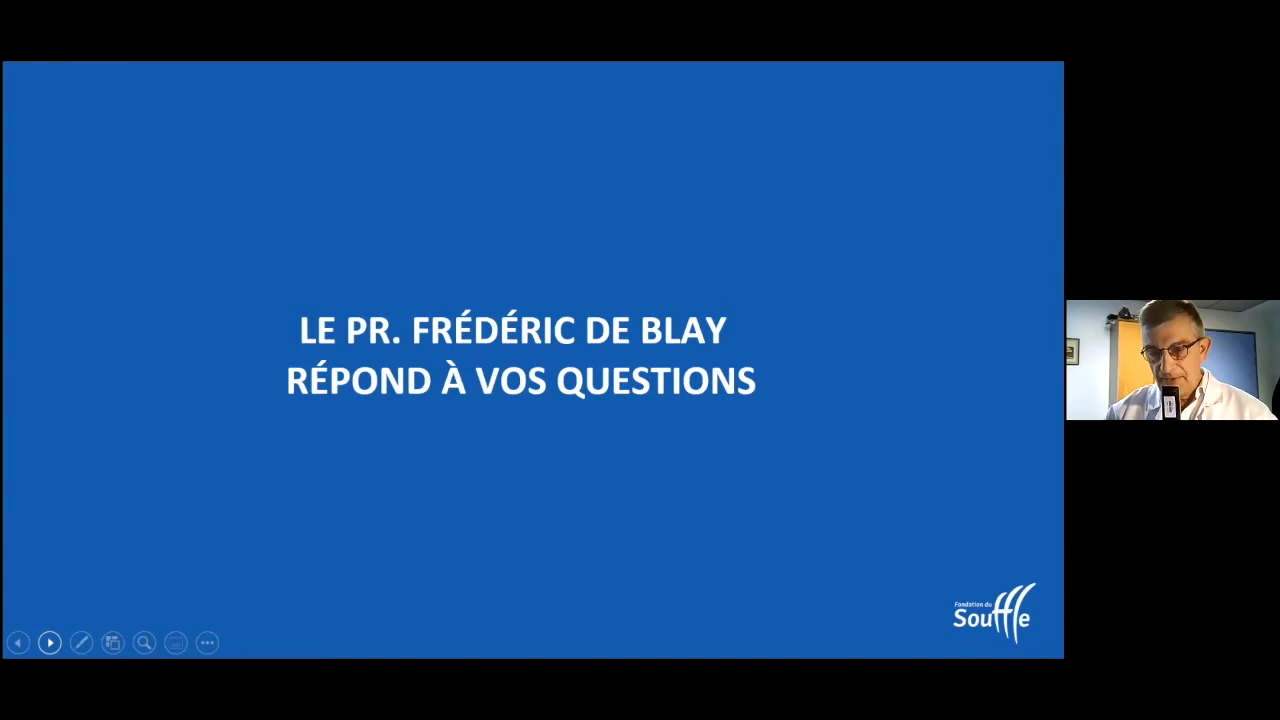 LE PR. FRÉDÉRIC DE BLAY
RÉPOND À VOS QUESTIONS
Fondation du
Souffle